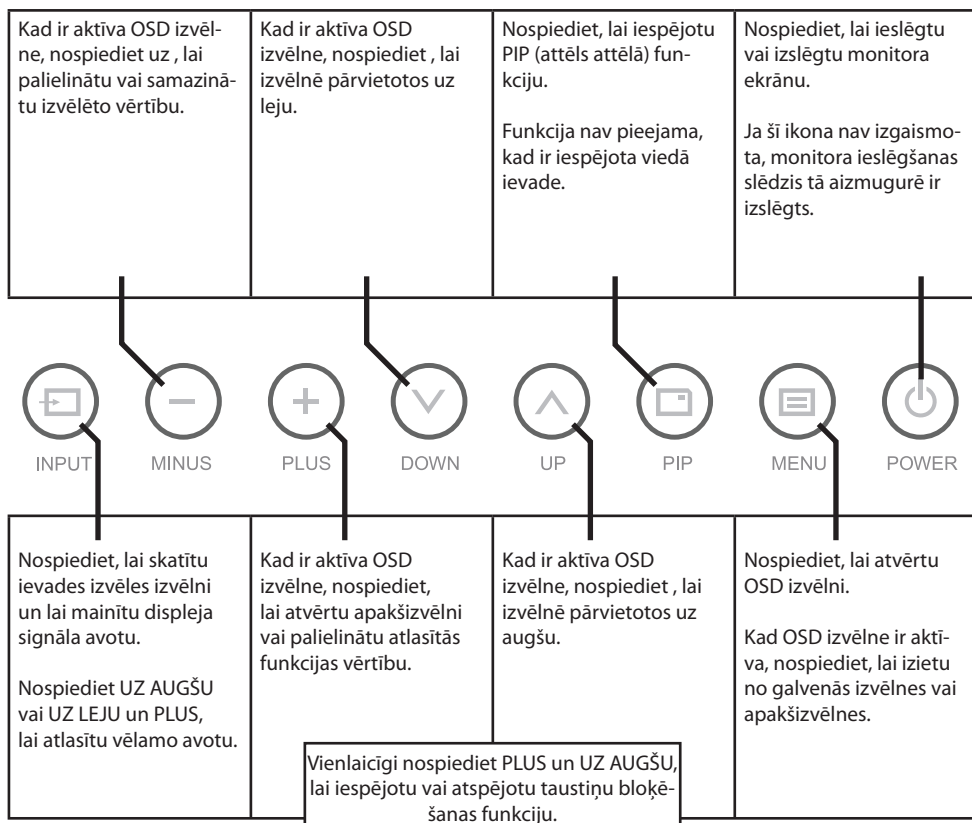 Kad ir aktīva OSD izvēl-
ne, nospiediet uz , lai
palielinātu vai samazinā-
tu izvēlēto vērtību.
Kad ir aktīva OSD
izvēlne, nospiediet , lai
izvēlnē pārvietotos uz
leju.
Nospiediet, lai iespējotu
PIP (attēls attēlā) fun-
kciju.
Funkcija nav pieejama,
kad ir iespējota viedā
ievade.
Nospiediet, lai ieslēgtu
vai izslēgtu monitora
ekrānu.
Ja šī ikona nav izgaismo-
ta, monitora ieslēgšanas
slēdzis tā aizmugurē ir
izslēgts.
INPUT MINUS PLUS DOWN UP PIP MENU POWER
Nospiediet, lai skatītu
ievades izvēles izvēlni
un lai mainītu displeja
signāla avotu.
Nospiediet UZ AUGŠU
vai UZ LEJU un PLUS,
lai atlasītu vēlamo avotu.
Kad ir aktīva OSD
izvēlne, nospiediet,
lai atvērtu apakšizvēlni
vai palielinātu atlasītās
funkcijas vērtību.
Kad ir aktīva OSD
izvēlne, nospiediet , lai
izvēlnē pārvietotos uz
augšu.
Nospiediet, lai atvērtu
OSD izvēlni.
Kad OSD izvēlne ir aktī-
va, nospiediet, lai izietu
no galvenās izvēlnes vai
apakšizvēlnes.
Vienlaicīgi nospiediet PLUS un UZ AUGŠU,
lai iespējotu vai atspējotu taustiņu bloķē-
šanas funkciju.